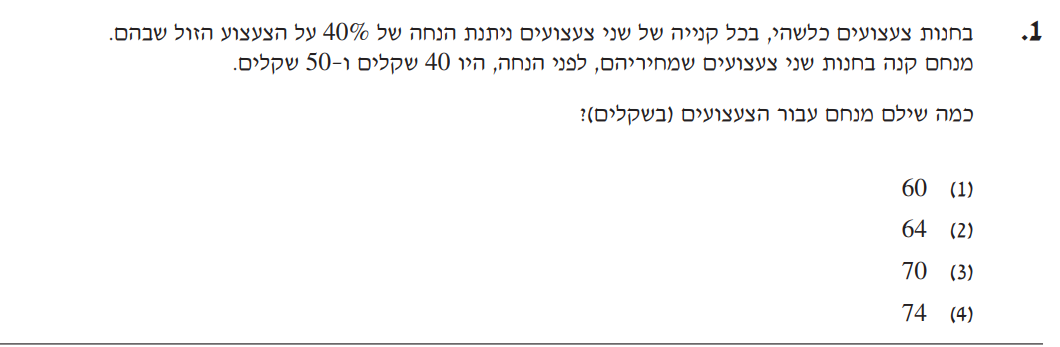 1. בחנות צעצועים כלשהי, בכל קנייה של שני צעצועים ניתנת הנחה של 40% על הצעצוע הזול שבהם.
מנחם קנה בחנות שני צעצועים שמחיריהם, לפני הנחה, היו 40 שקלים ו-50 שקלים.
כמה שילם מנחם עבור הצעצועים (בשקלים)?
(1) 60
(2) 64
(3) 70
(4) 74